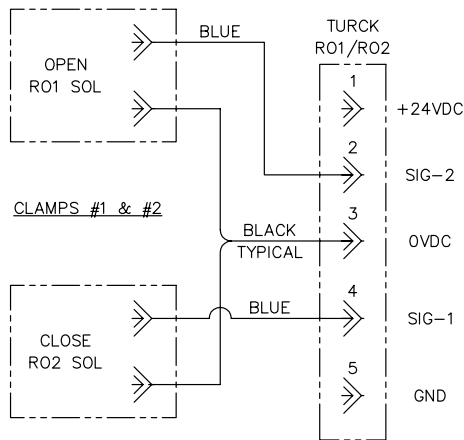 OPEN
RO1 SOL
BLUE
TURCK
RO1/RO2
1
+24VDC
2
SIG-2
CLAMPS #1 & #2
BLACK
TYPICAL
3
0VDC
CLOSE
RO2 SOL
BLUE
4
SIG-1
5
GND